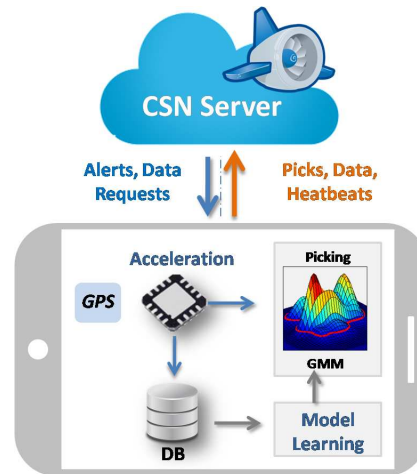 CSN Server
Alerts, Data
Requests
Picks, Data,
Heatbeats
Acceleration
Picking
GPS
GMM
DB
Model
Learning